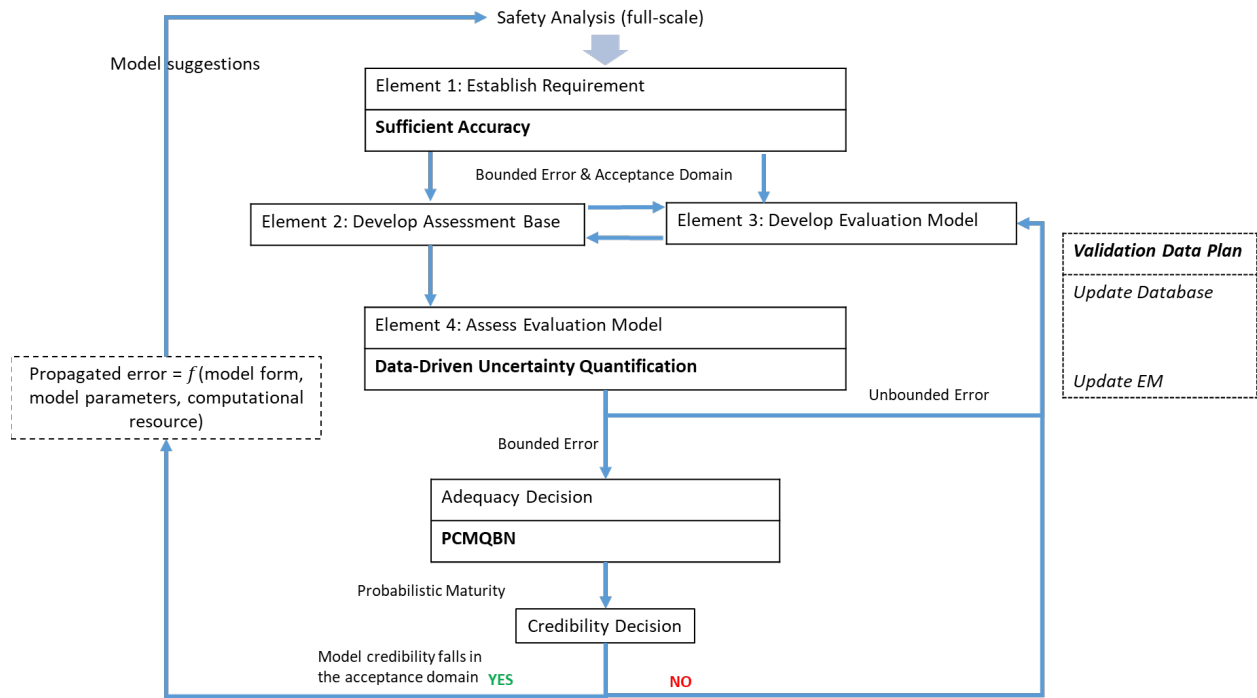 Safety Analysis (full-scale)
Model suggestions
Element 1: Establish Requirement
Sufficient Accuracy
Bounded Error & Acceptance Domain
Element 2: Develop Assessment Base
Element 3: Develop Evaluation Model
Validation Data Plan
Update Database
Update EM
Element 4: Assess Evaluation Model
Data-Driven Uncertainty Quantification
Propagated error = f(model form,
model parameters, computational
resource)
Unbounded Error
Bounded Error
Adequacy Decision
PCMQBN
Probabilistic Maturity
Credibility Decision
Model credibility falls in
the acceptance domain YES
NO